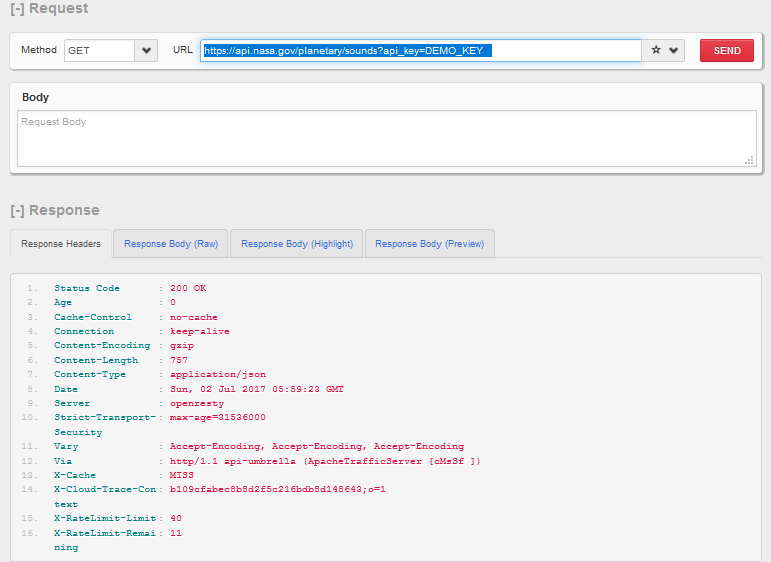 [-] Request
Method GET URL https://api.nasa.gov/planetary/sounds?api_key=DEMO_KEY SEND
Body
Request Body
[-] Response
Response Headers Response Body (Raw) Response Body (Highlight) Response Body (Preview)
1. Status Code : 200 OK
2. Age : 0
3. Cache-Control : no-cache
4. Connection : keep-alive
5. Content-Encoding : gzip
6. Content-Length : 757
7. Content-Type : application/json
8. Date : Sun, 02 Jul 2017 05:59:23 GMT
9. Server : openresty
10. Strict-Transport- : max-age=31536000
Security
11. Vary : Accept-Encoding, Accept-Encoding, Accept-Encoding
12. Via : http/1.1 api-umbrella (ApacheTrafficServer [cMsSf ])
13. X-Cache : MISS
14. X-Cloud-Trace-Con : b109cfabec8b8d2f5c216bdb8d148643;o=1
text
15. X-RateLimit-Limit : 40
16. X-RateLimit-Remai : 11
ning